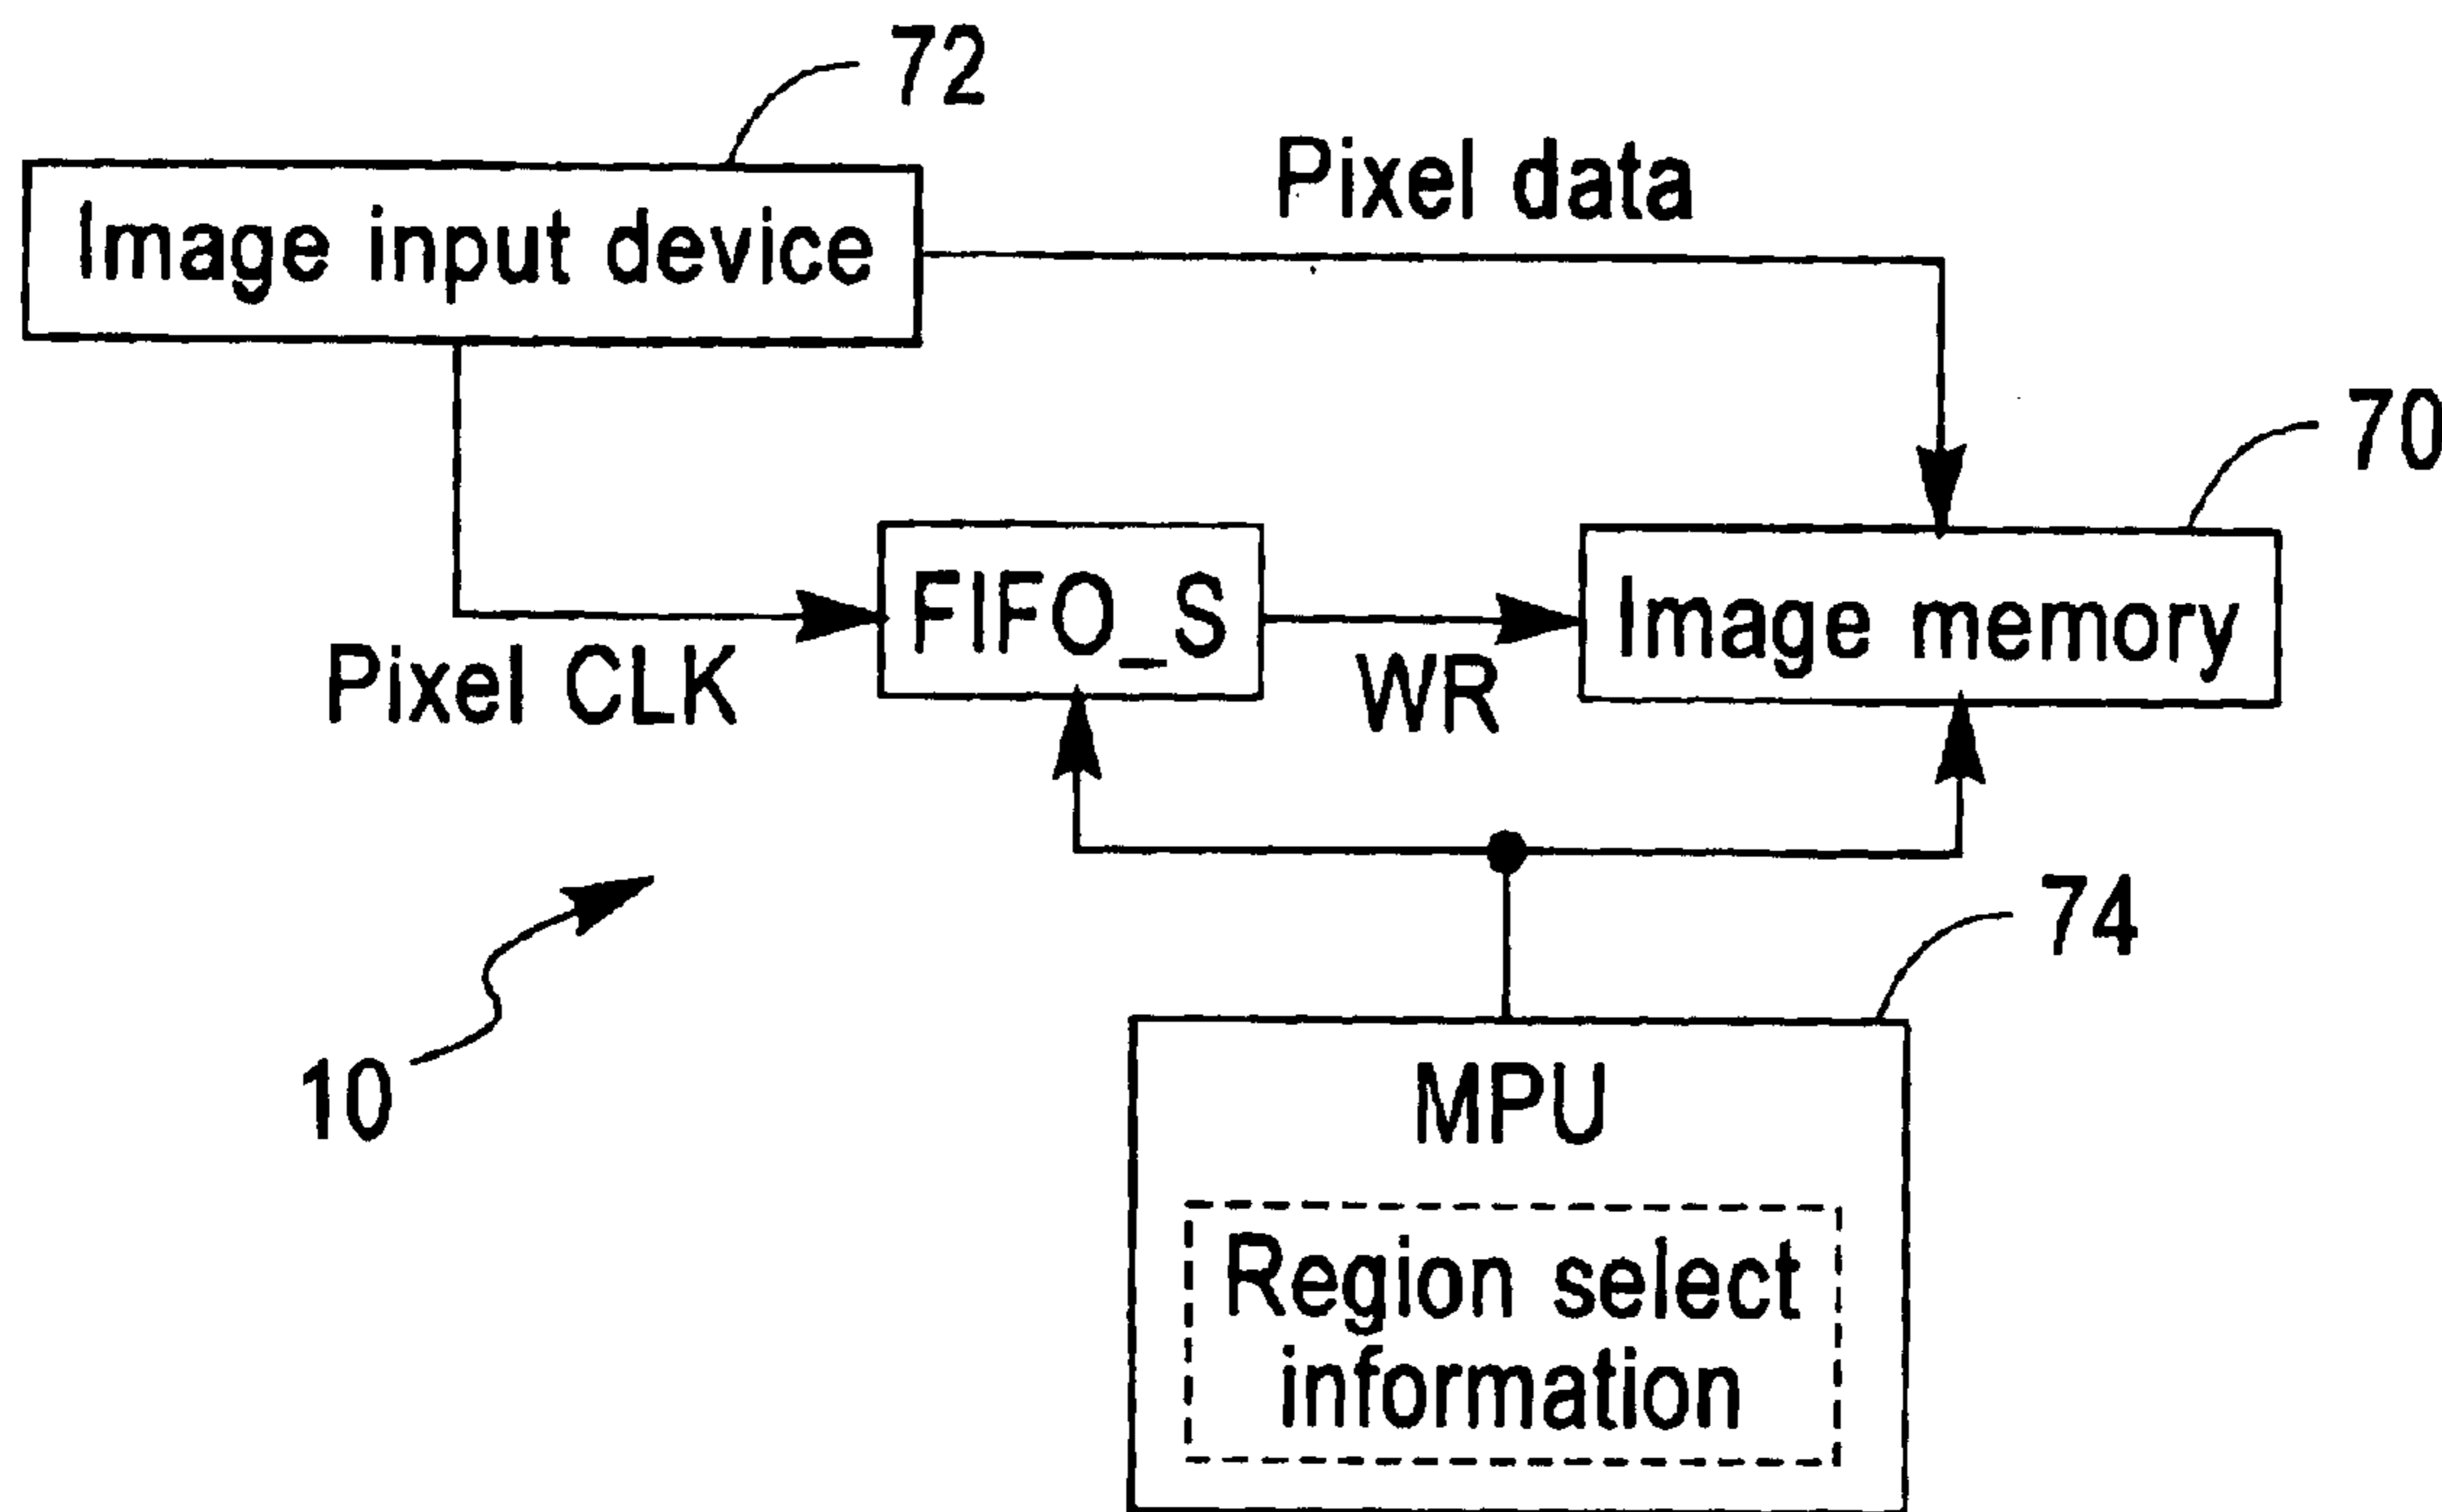 72
Pixel data
Image input device
70
FIFO_S
Image memory
Pixel CLK
WR
74
10
MPU
Region select
information